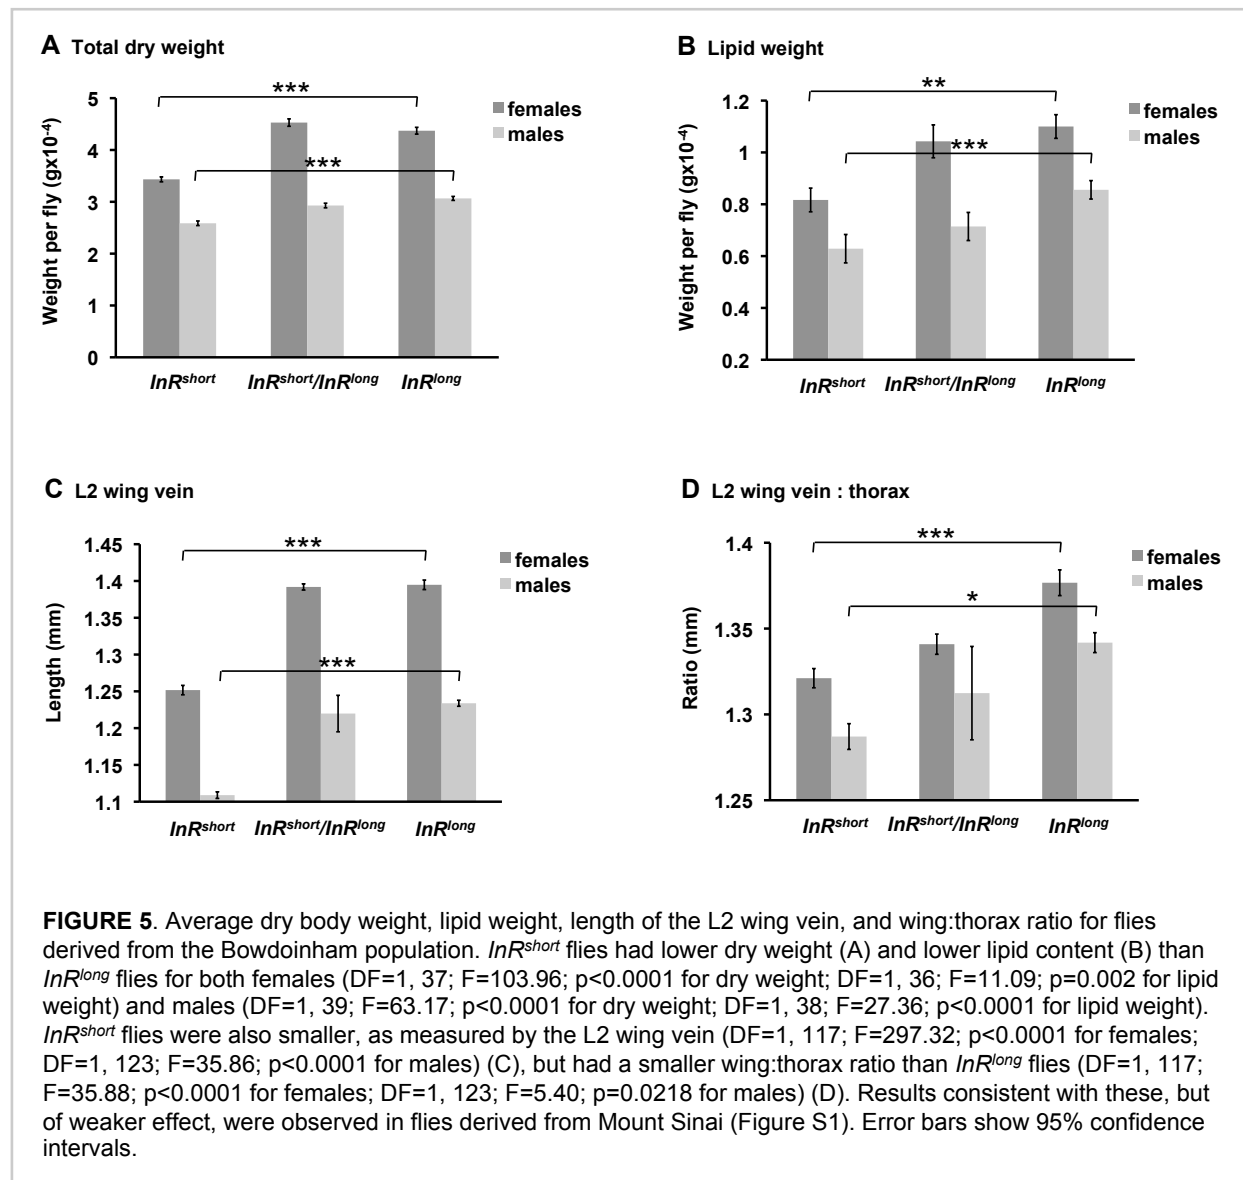 A Total dry weight
***
***
females
males
Weight per fly (gx10⁻⁴)
5
4
3
2
1
0
InRˢʰᵒʳᵗ
InRˢʰᵒʳᵗ/InRˡᵒⁿᵍ
InRˡᵒⁿᵍ
B Lipid weight
**
***
females
males
Weight per fly (gx10⁻⁴)
1.2
1
0.8
0.6
0.4
0.2
InRˢʰᵒʳᵗ
InRˢʰᵒʳᵗ/InRˡᵒⁿᵍ
InRˡᵒⁿᵍ
C L2 wing vein
***
***
females
males
Length (mm)
1.45
1.4
1.35
1.3
1.25
1.2
1.15
1.1
InRˢʰᵒʳᵗ
InRˢʰᵒʳᵗ/InRˡᵒⁿᵍ
InRˡᵒⁿᵍ
D L2 wing vein : thorax
***
*
females
males
Ratio (mm)
1.4
1.35
1.3
1.25
InRˢʰᵒʳᵗ
InRˢʰᵒʳᵗ/InRˡᵒⁿᵍ
InRˡᵒⁿᵍ
FIGURE 5. Average dry body weight, lipid weight, length of the L2 wing vein, and wing:thorax ratio for flies
derived from the Bowdoinham population. InRˢʰᵒʳᵗ flies had lower dry weight (A) and lower lipid content (B) than
InRˡᵒⁿᵍ flies for both females (DF=1, 37; F=103.96; p<0.0001 for dry weight; DF=1, 36; F=11.09; p=0.002 for lipid
weight) and males (DF=1, 39; F=63.17; p<0.0001 for dry weight; DF=1, 38; F=27.36; p<0.0001 for lipid weight).
InRˢʰᵒʳᵗ flies were also smaller, as measured by the L2 wing vein (DF=1, 117; F=297.32; p<0.0001 for females;
DF=1, 123; F=35.86; p<0.0001 for males) (C), but had a smaller wing:thorax ratio than InRˡᵒⁿᵍ flies (DF=1, 117;
F=35.88; p<0.0001 for females; DF=1, 123; F=5.40; p=0.0218 for males) (D). Results consistent with these, but
of weaker effect, were observed in flies derived from Mount Sinai (Figure S1). Error bars show 95% confidence
intervals.